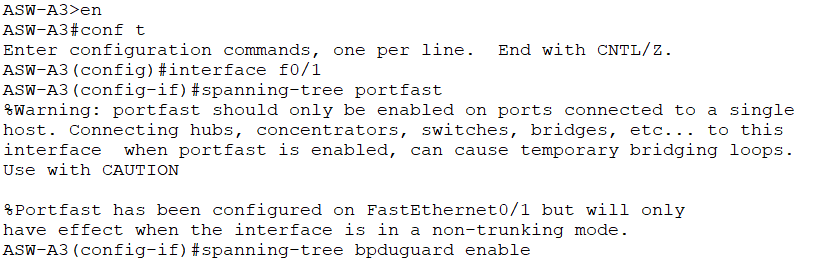 ASW-A3>en
ASW-A3#conf t
Enter configuration commands, one per line.  End with CNTL/Z.
ASW-A3(config)#interface f0/1
ASW-A3(config-if)#spanning-tree portfast
%Warning: portfast should only be enabled on ports connected to a single
host. Connecting hubs, concentrators, switches, bridges, etc... to this
interface  when portfast is enabled, can cause temporary bridging loops.
Use with CAUTION

%Portfast has been configured on FastEthernet0/1 but will only
have effect when the interface is in a non-trunking mode.
ASW-A3(config-if)#spanning-tree bpduguard enable